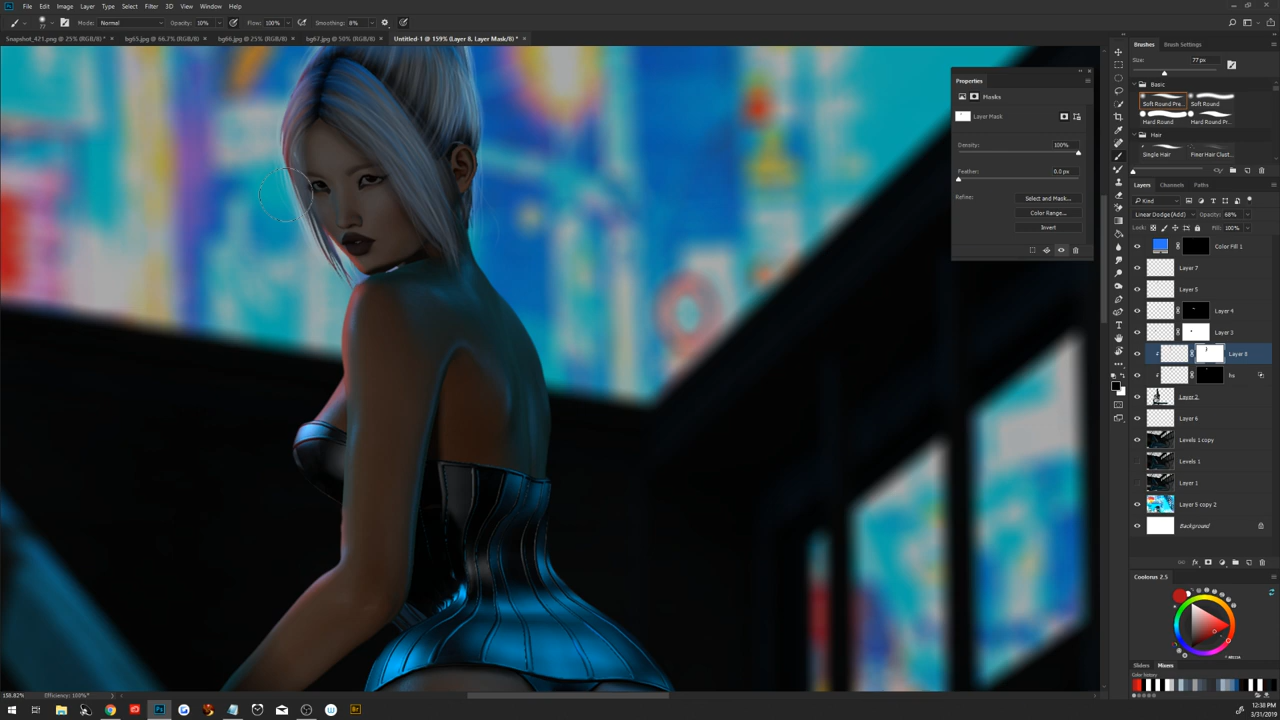 File Edit Image Layer Type Select Filter 3D View Window Help
Mode: Normal Opacity: 10% Flow: 100% Smoothing: 8%
77
Snapshot_421.png @ 25% (RGB/8) * × bg65.jpg @ 66.7% (RGB/8) × bg66.jpg @ 25% (RGB/8) × bg67.jpg @ 50% (RGB/8) × Untitled-1 @ 159% (Layer 8, Layer Mask/8) * ×
Properties
Masks
Layer Mask
Density: 100%
Feather: 0.0 px
Refine: Select and Mask...
Color Range...
Invert
Brushes Brush Settings
Size: 77 px
Basic
Soft Round Pre... Soft Round
Hard Round Hard Round Pr...
Hair
Single Hair Finer Hair Clust...
Layers Channels Paths
Kind
Linear Dodge (Add) Opacity: 68%
Lock: Fill: 100%
Color Fill 1
Layer 7
Layer 5
Layer 4
Layer 3
Layer 8
hs
Layer 2
Layer 6
Levels 1 copy
Levels 1
Layer 1
Layer 5 copy 2
Background
fx
Coolorus 2.5
Sliders Mixers
Color history
158.82% Efficiency: 100%*
Ps
Br
12:38 PM
3/31/2019